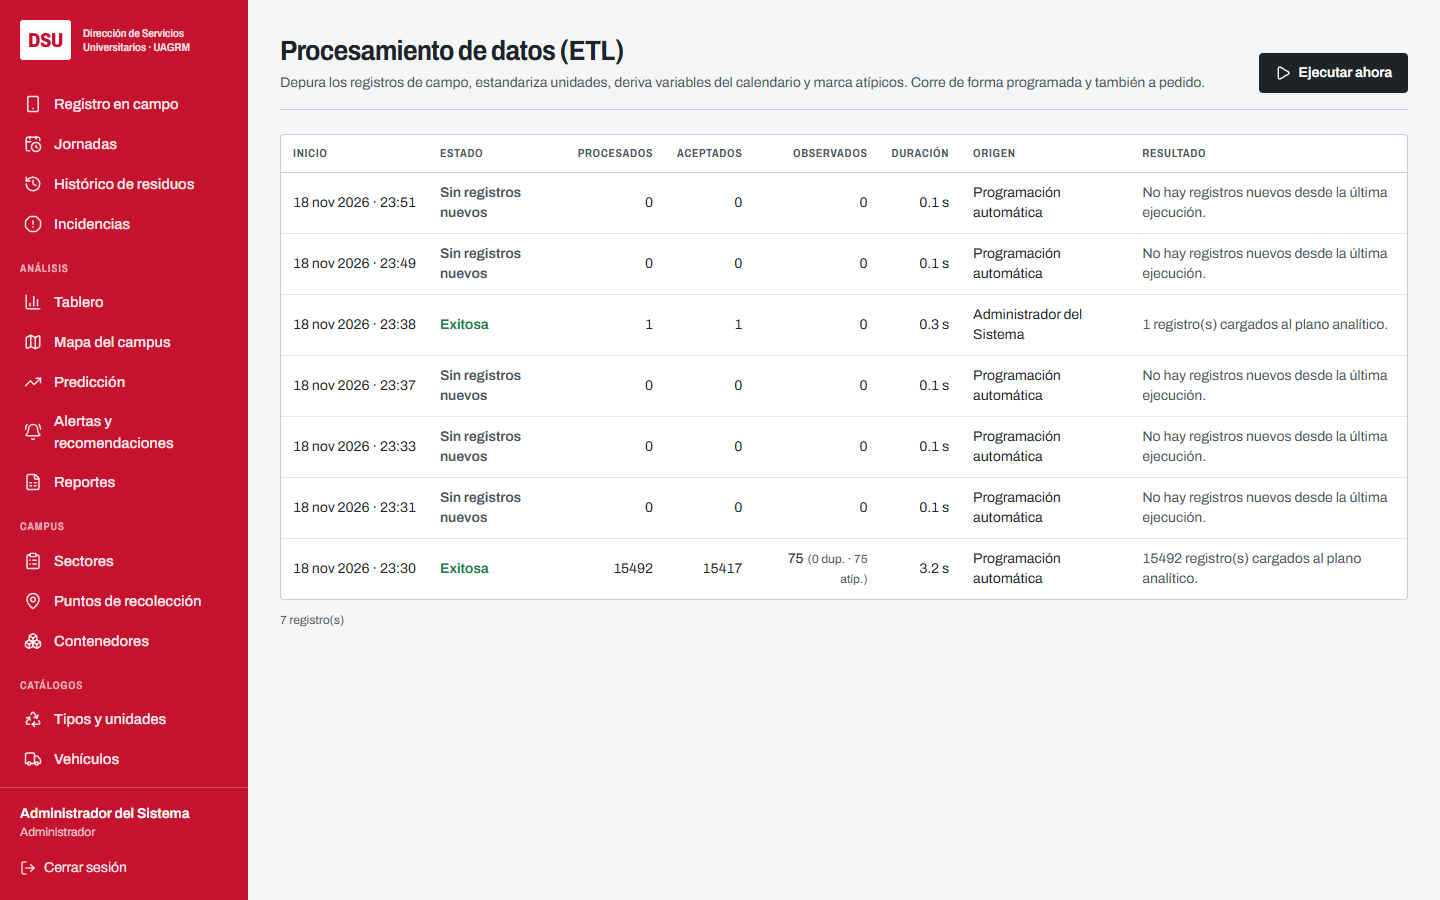 DSU
Dirección de Servicios
Universitarios · UAGRM
Registro en campo
Jornadas
Histórico de residuos
Incidencias
ANÁLISIS
Tablero
Mapa del campus
Predicción
Alertas y
recomendaciones
Reportes
CAMPUS
Sectores
Puntos de recolección
Contenedores
CATÁLOGOS
Tipos y unidades
Vehículos
Administrador del Sistema
Administrador
Cerrar sesión
Procesamiento de datos (ETL)
Depura los registros de campo, estandariza unidades, deriva variables del calendario y marca atípicos. Corre de forma programada y también a pedido.
Ejecutar ahora
INICIO ESTADO PROCESADOS ACEPTADOS OBSERVADOS DURACIÓN ORIGEN RESULTADO
18 nov 2026 · 23:51 Sin registros nuevos 0 0 0 0.1 s Programación automática No hay registros nuevos desde la última ejecución.
18 nov 2026 · 23:49 Sin registros nuevos 0 0 0 0.1 s Programación automática No hay registros nuevos desde la última ejecución.
18 nov 2026 · 23:38 Exitosa 1 1 0 0.3 s Administrador del Sistema 1 registro(s) cargados al plano analítico.
18 nov 2026 · 23:37 Sin registros nuevos 0 0 0 0.1 s Programación automática No hay registros nuevos desde la última ejecución.
18 nov 2026 · 23:33 Sin registros nuevos 0 0 0 0.1 s Programación automática No hay registros nuevos desde la última ejecución.
18 nov 2026 · 23:31 Sin registros nuevos 0 0 0 0.1 s Programación automática No hay registros nuevos desde la última ejecución.
18 nov 2026 · 23:30 Exitosa 15492 15417 75 (0 dup. · 75 atíp.) 3.2 s Programación automática 15492 registro(s) cargados al plano analítico.
7 registro(s)